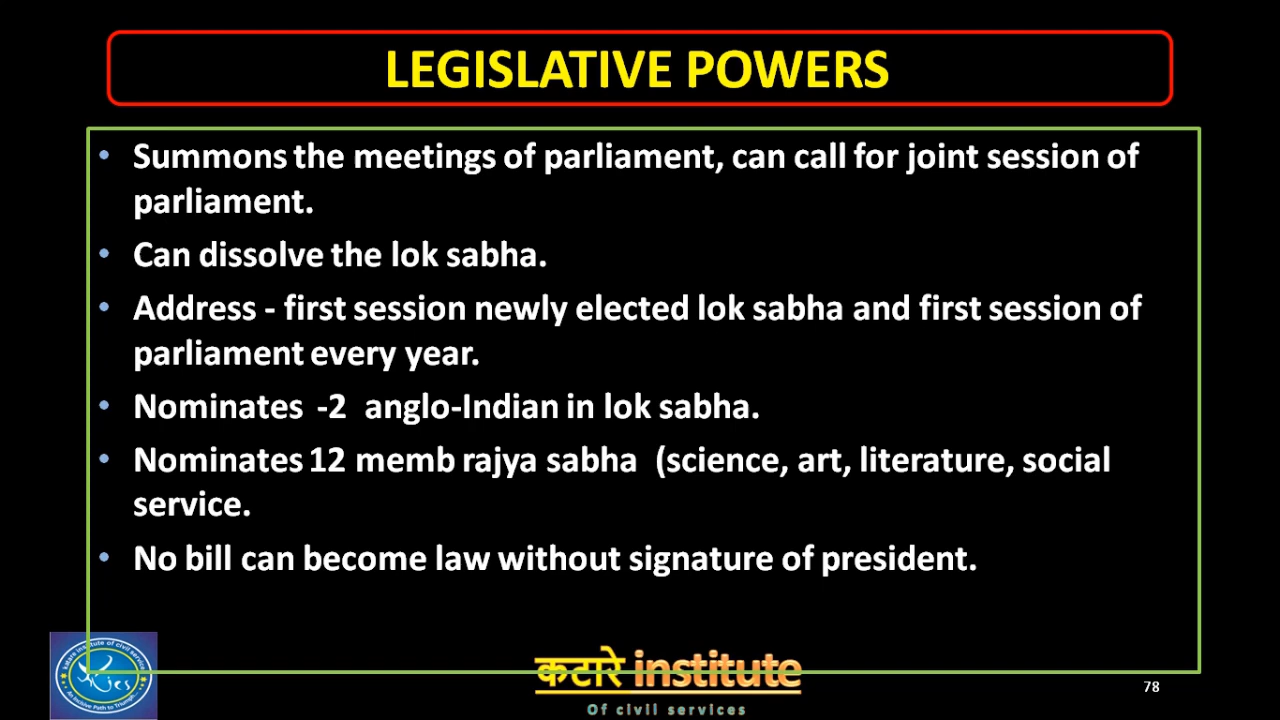 LEGISLATIVE POWERS
• Summons the meetings of parliament, can call for joint session of
parliament.
• Can dissolve the lok sabha.
• Address - first session newly elected lok sabha and first session of
parliament every year.
• Nominates -2 anglo-Indian in lok sabha.
• Nominates 12 memb rajya sabha (science, art, literature, social
service.
• No bill can become law without signature of president.
कटारे institute
Of civil services
78